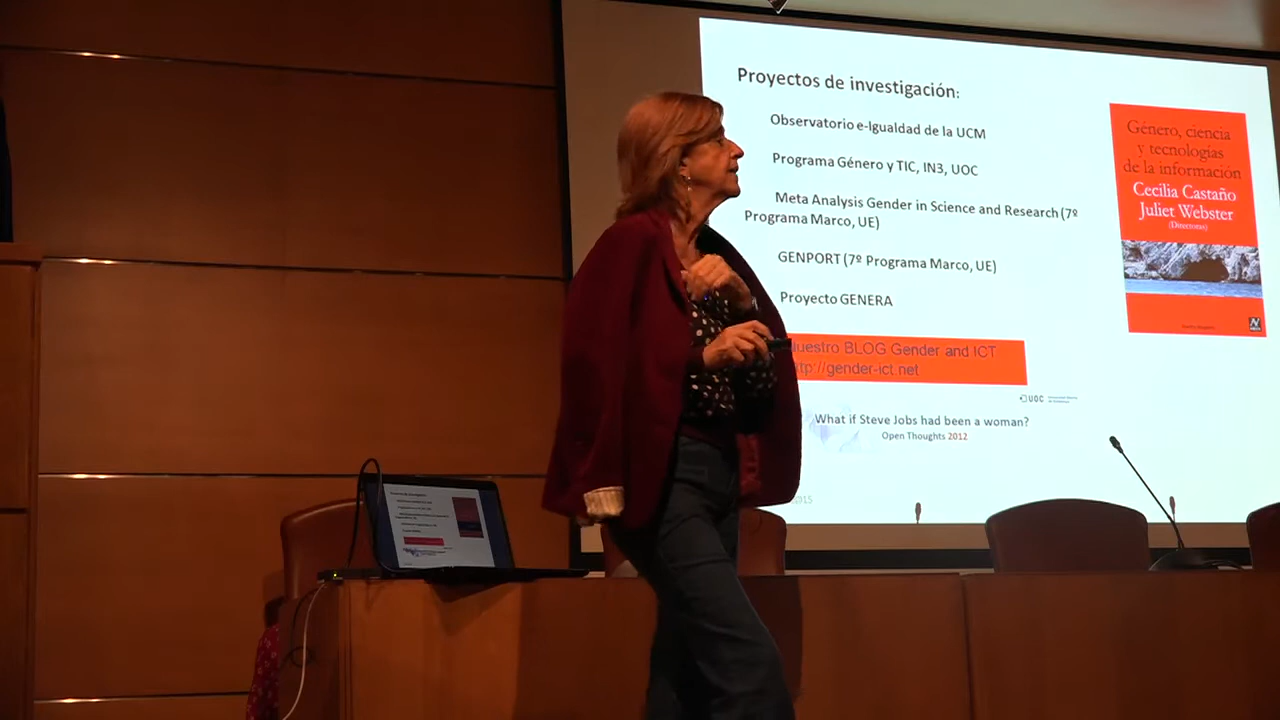 Proyectos de investigación:
Observatorio e-Igualdad de la UCM
Programa Género y TIC, IN3, UOC
Meta Analysis Gender in Science and Research (7º
Programa Marco, UE)
GENPORT (7º Programa Marco, UE)
Proyecto GENERA
uestro BLOG Gender and ICT
tp://gender-ict.net
UOC
What if Steve Jobs had been a woman?
Open Thoughts 2012
2015
Género, ciencia
y tecnologías
de la información
Cecilia Castaño
Juliet Webster
(Directoras)